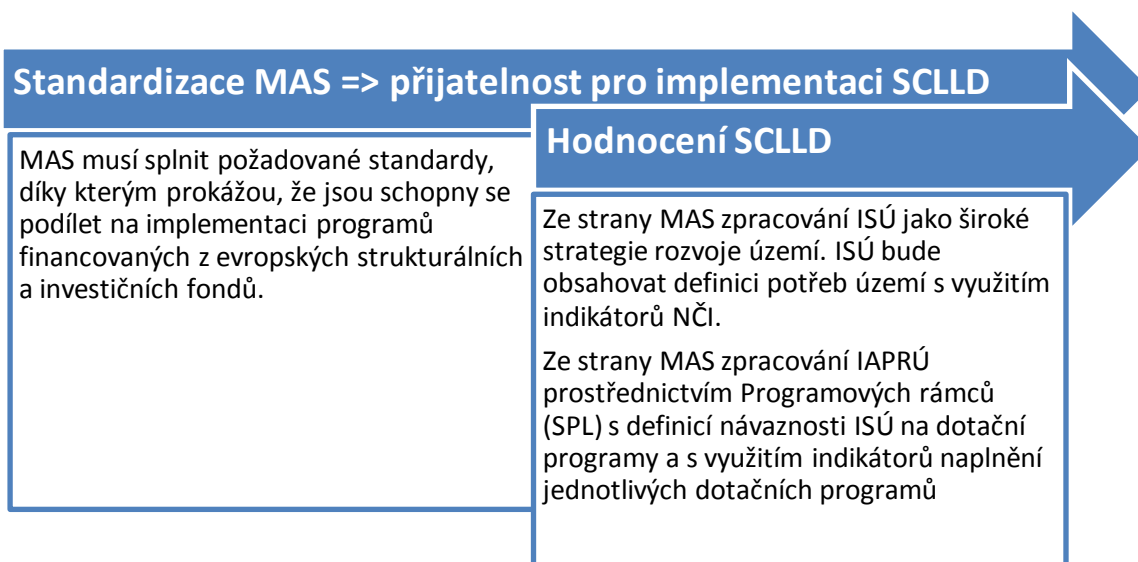 Standardizace MAS => přijatelnost pro implementaci SCLLD
MAS musí splnit požadované standardy,
díky kterým prokážou, že jsou schopny se
podílet na implementaci programů
financovaných z evropských strukturálních
a investičních fondů.
Hodnocení SCLLD
Ze strany MAS zpracování ISÚ jako široké
strategie rozvoje území. ISÚ bude
obsahovat definici potřeb území s využitím
indikátorů NČI.
Ze strany MAS zpracování IAPRÚ
prostřednictvím Programových rámců
(SPL) s definicí návaznosti ISÚ na dotační
programy a s využitím indikátorů naplnění
jednotlivých dotačních programů